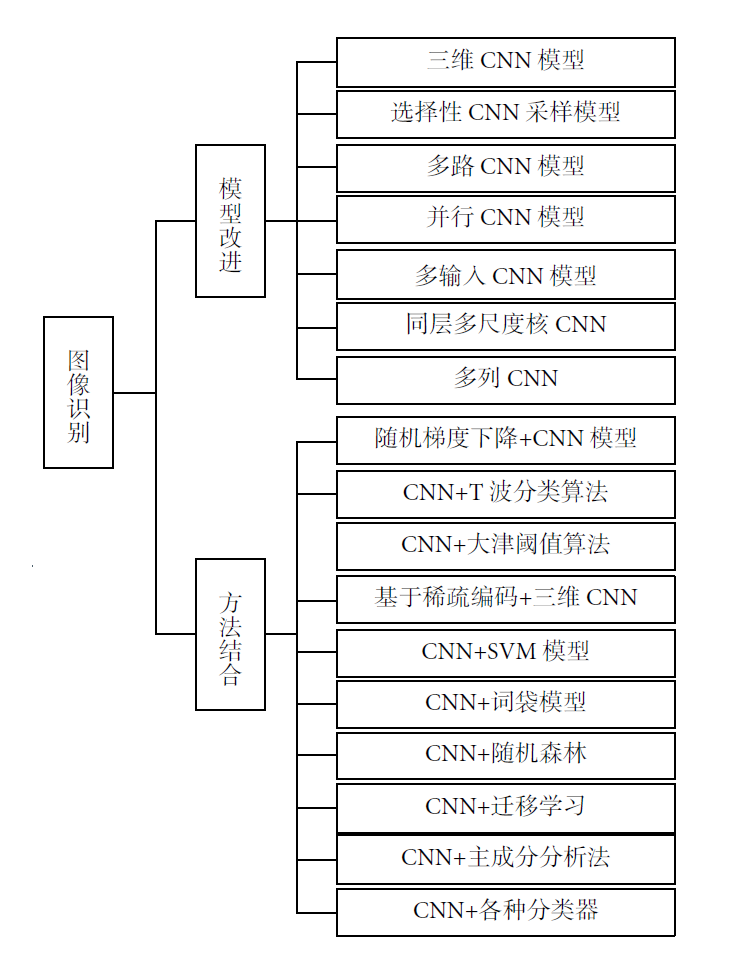 图像识别
模型改进
三维 CNN 模型
选择性 CNN 采样模型
多路 CNN 模型
并行 CNN 模型
多输入 CNN 模型
同层多尺度核 CNN
多列 CNN
方法结合
随机梯度下降+CNN 模型
CNN+T 波分类算法
CNN+大津阈值算法
基于稀疏编码+三维 CNN
CNN+SVM 模型
CNN+词袋模型
CNN+随机森林
CNN+迁移学习
CNN+主成分分析法
CNN+各种分类器